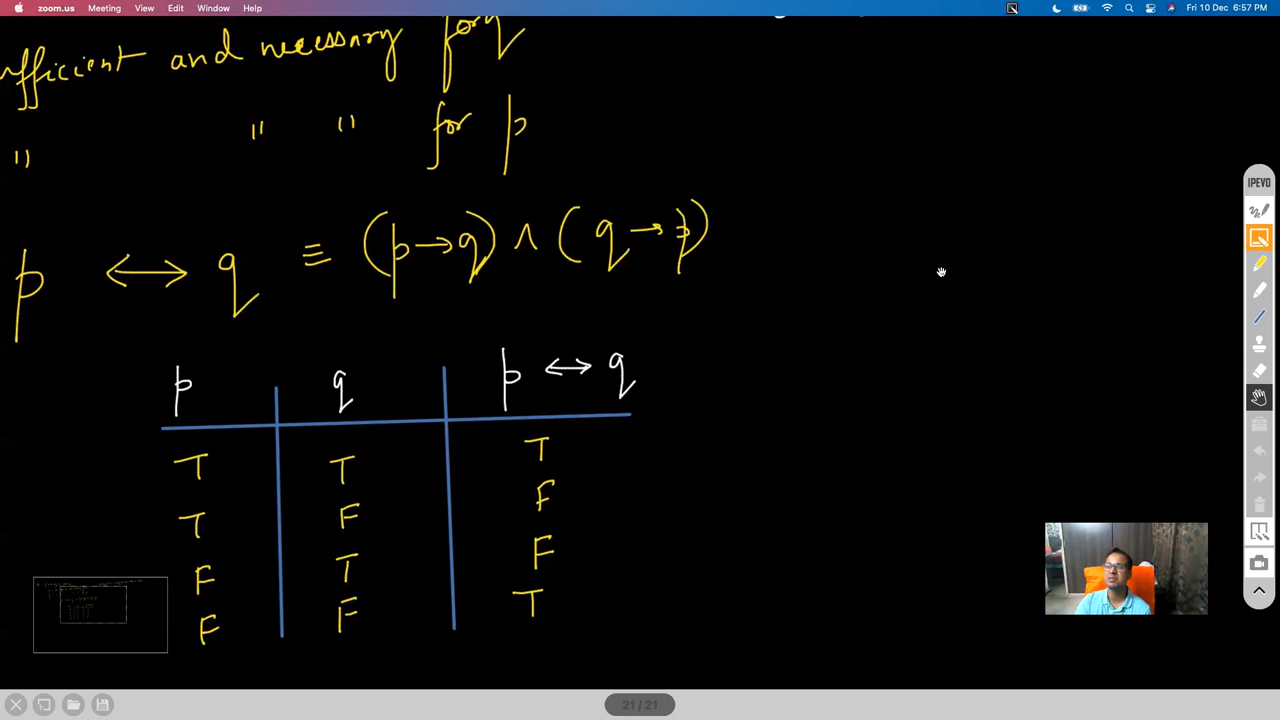 zoom.us Meeting View Edit Window Help Fri 10 Dec 6:57 PM
ufficient and necessary for q
" " " for p
p ↔ q ≡ (p→q) ∧ (q→p)
IPEVO
p q p ↔ q
T T T
T F F
F T F
F F T
21 / 21